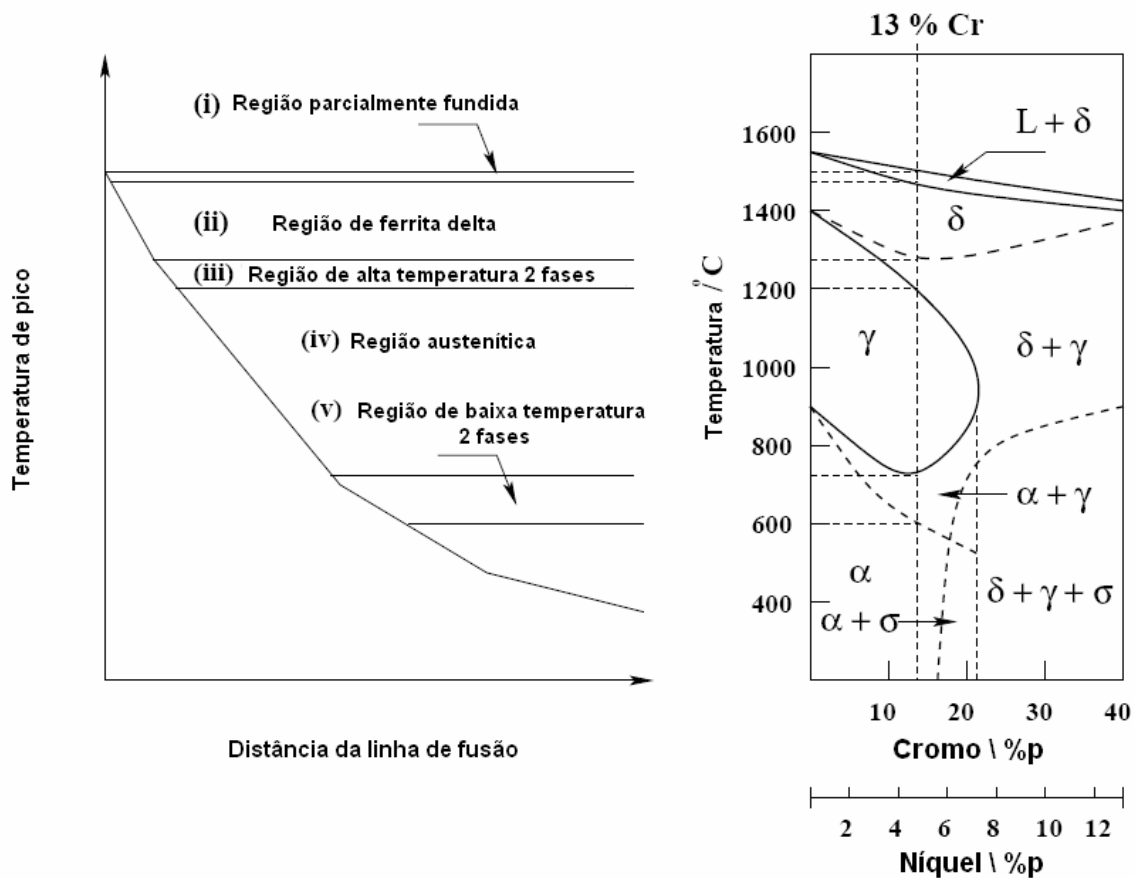 Temperatura de pico
(i) Região parcialmente fundida
(ii) Região de ferrita delta
(iii) Região de alta temperatura 2 fases
(iv) Região austenítica
(v) Região de baixa temperatura
2 fases
Distância da linha de fusão
13 % Cr
Temperatura /°C
1600
1400
1200
1000
800
600
400
L + δ
δ
γ
δ + γ
α + γ
α
α + σ
δ + γ + σ
10 20 30 40
Cromo \ %p
2 4 6 8 10 12
Níquel \ %p